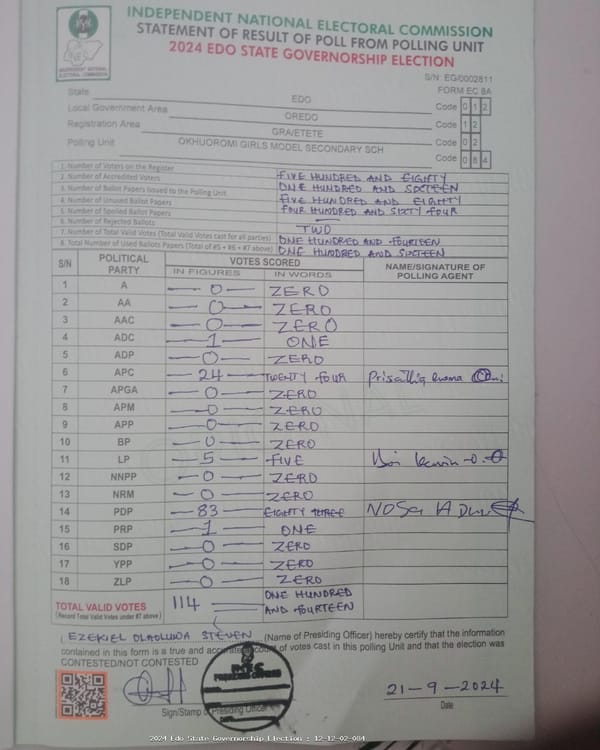 INDEPENDENT NATIONAL ELECTORAL COMMISSION
STATEMENT OF RESULT OF POLL FROM POLLING UNIT
2024 EDO STATE GOVERNORSHIP ELECTION
S/N: EG/0002811
FORM EC 8A
State EDO Code 0 1 2
Local Government Area OREDO Code 1 2
Registration Area GRA/ETETE Code 0 2
Polling Unit OKHUOROMI GIRLS MODEL SECONDARY SCH Code 0 8 4
1. Number of Voters on the Register FIVE HUNDRED AND EIGHTY
2. Number of Accredited Voters ONE HUNDRED AND SIXTEEN
3. Number of Ballot Papers Issued to the Polling Unit FIVE HUNDRED AND EIGHTY
4. Number of Unused Ballot Papers FOUR HUNDRED AND SIXTY FOUR
5. Number of Spoiled Ballot Papers —
6. Number of Rejected Ballots TWO
7. Number of Total Valid Votes (Total Valid Votes cast for all parties) ONE HUNDRED AND FOURTEEN
8. Total Number of Used Ballots Papers (Total of #5 + #6 + #7 above) ONE HUNDRED AND SIXTEEN
S/N POLITICAL PARTY VOTES SCORED NAME/SIGNATURE OF POLLING AGENT
IN FIGURES IN WORDS
1 A 0 ZERO
2 AA 0 ZERO
3 AAC 0 ZERO
4 ADC 1 ONE
5 ADP 0 ZERO
6 APC 24 TWENTY FOUR
7 APGA 0 ZERO
8 APM 0 ZERO
9 APP 0 ZERO
10 BP 0 ZERO
11 LP 5 FIVE
12 NNPP 0 ZERO
13 NRM 0 ZERO
14 PDP 83 EIGHTY THREE NOSA
15 PRP 1 ONE
16 SDP 0 ZERO
17 YPP 0 ZERO
18 ZLP 0 ZERO
TOTAL VALID VOTES 114 ONE HUNDRED AND FOURTEEN
(Record Total Valid Votes under #7 above)
I, EZEKIEL OLAOLUWA STEVEN (Name of Presiding Officer) hereby certify that the information
contained in this form is a true and accurate count of votes cast in this polling Unit and that the election was
CONTESTED/NOT CONTESTED
INEC
PRESIDING OFFICER
Sign/Stamp of Presiding Officer
21-9-2024
Date
2024 Edo State Governorship Election : 12-12-02-084